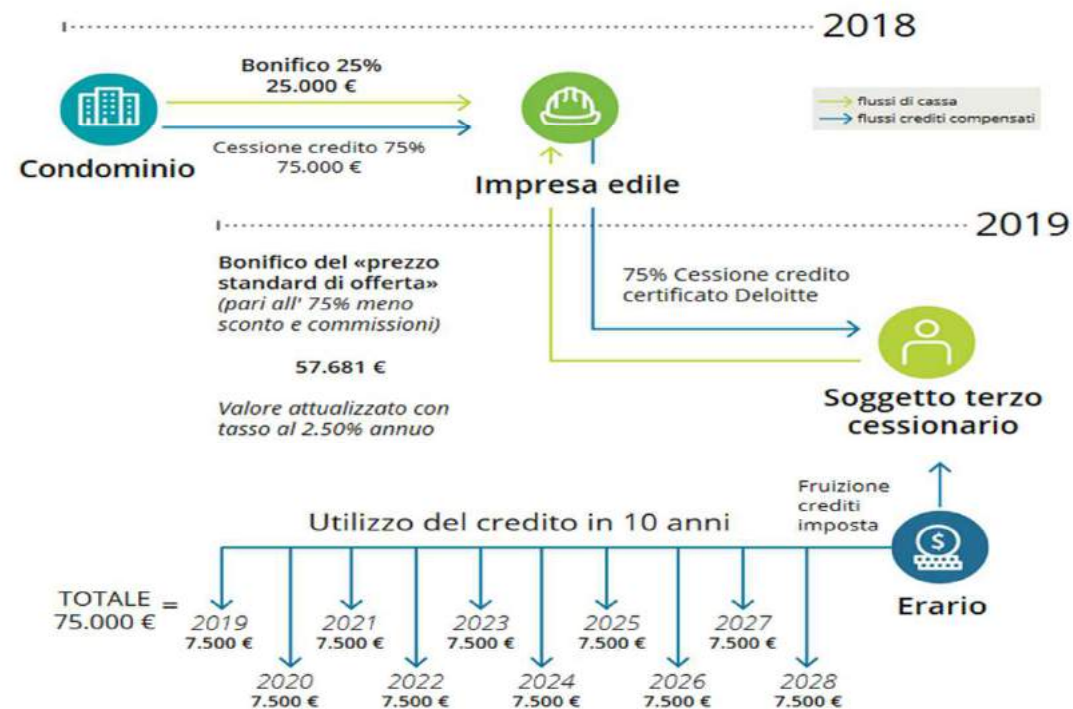 2018
Bonifico 25%
25.000 €
flussi di cassa
flussi crediti compensati
Cessione credito 75%
75.000 €
Condominio
Impresa edile
2019
Bonifico del «prezzo
standard di offerta»
(pari all' 75% meno
sconto e commissioni)
57.681 €
Valore attualizzato con
tasso al 2.50% annuo
75% Cessione credito
certificato Deloitte
Soggetto terzo
cessionario
Fruizione
crediti
imposta
$
Erario
Utilizzo del credito in 10 anni
TOTALE =
75.000 €
2019
7.500 €
2020
7.500 €
2021
7.500 €
2022
7.500 €
2023
7.500 €
2024
7.500 €
2025
7.500 €
2026
7.500 €
2027
7.500 €
2028
7.500 €